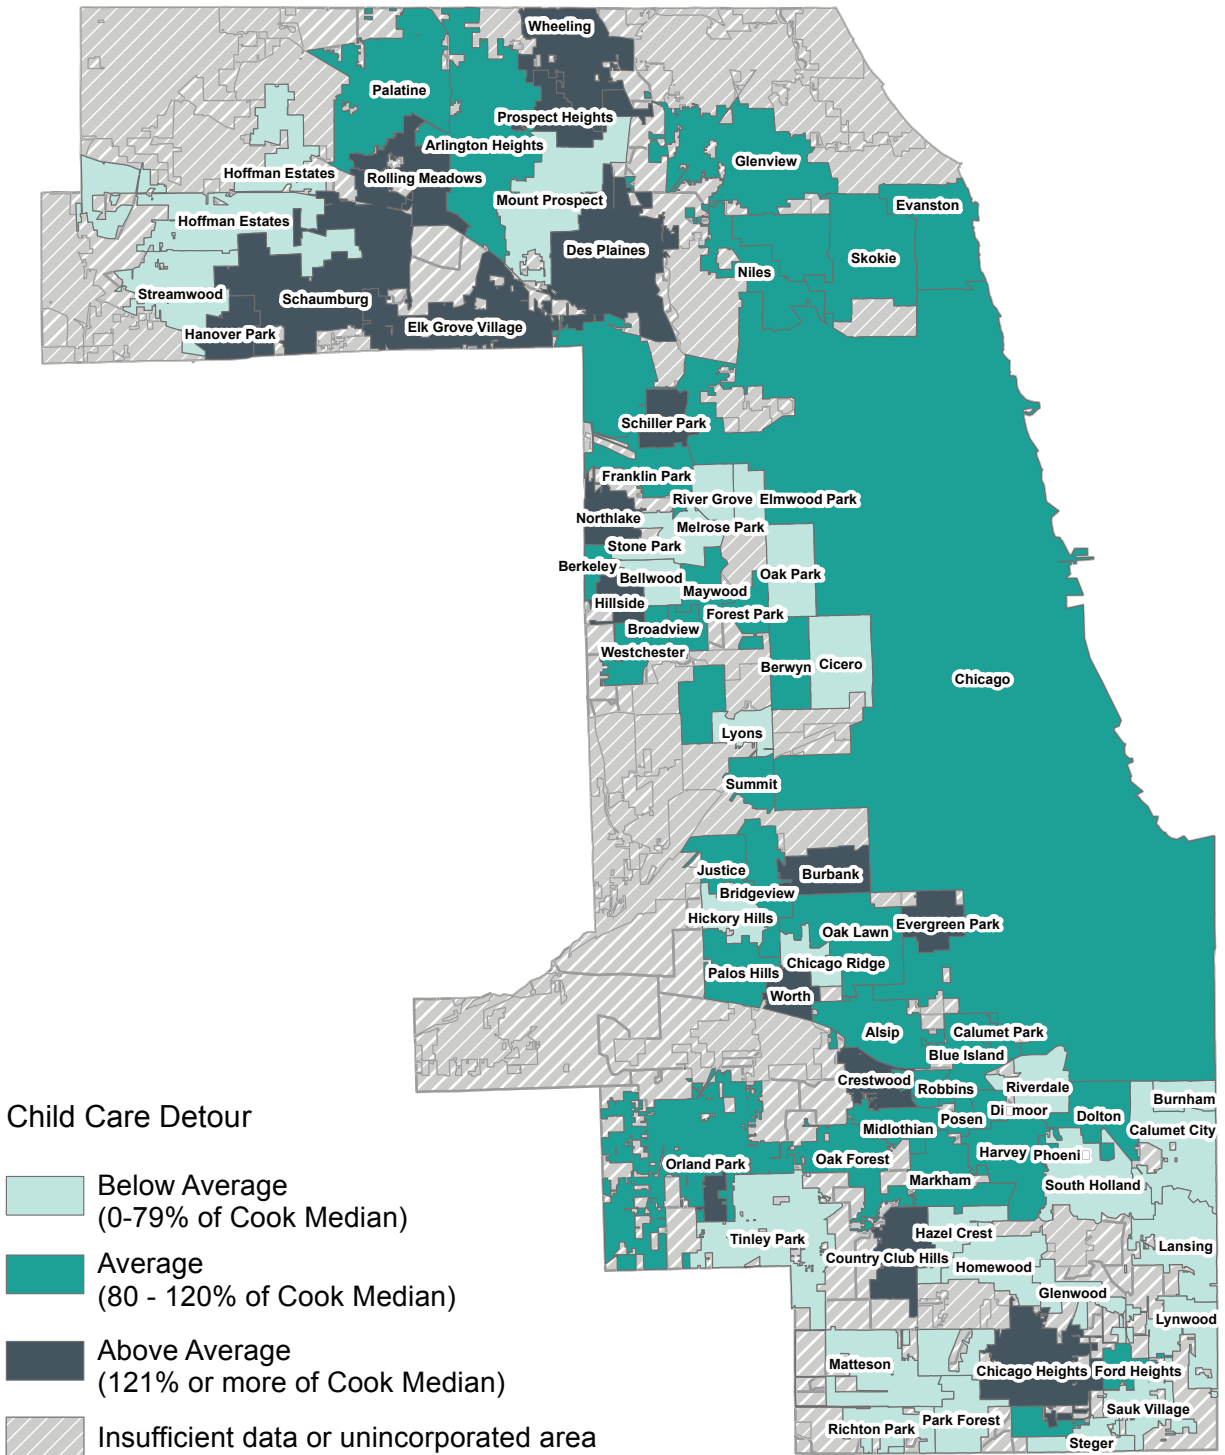 Wheeling
Palatine
Prospect Heights
Arlington Heights
Glenview
Hoffman Estates
Rolling Meadows
Mount Prospect
Evanston
Hoffman Estates
Des Plaines
Skokie
Niles
Streamwood
Schaumburg
Elk Grove Village
Hanover Park
Schiller Park
Franklin Park
River Grove
Elmwood Park
Northlake
Melrose Park
Stone Park
Berkeley
Bellwood
Oak Park
Maywood
Hillside
Forest Park
Broadview
Westchester
Berwyn
Cicero
Chicago
Lyons
Summit
Justice
Burbank
Bridgeview
Hickory Hills
Evergreen Park
Oak Lawn
Chicago Ridge
Palos Hills
Worth
Alsip
Calumet Park
Blue Island
Crestwood
Robbins
Riverdale
Burnham
Posen
Di□moor
Dolton
Calumet City
Midlothian
Harvey
Phoeni□
Oak Forest
Orland Park
Markham
South Holland
Tinley Park
Hazel Crest
Country Club Hills
Homewood
Lansing
Glenwood
Lynwood
Matteson
Chicago Heights
Ford Heights
Sauk Village
Park Forest
Richton Park
Steger
Child Care Detour
Below Average
(0-79% of Cook Median)
Average
(80 - 120% of Cook Median)
Above Average
(121% or more of Cook Median)
Insufficient data or unincorporated area